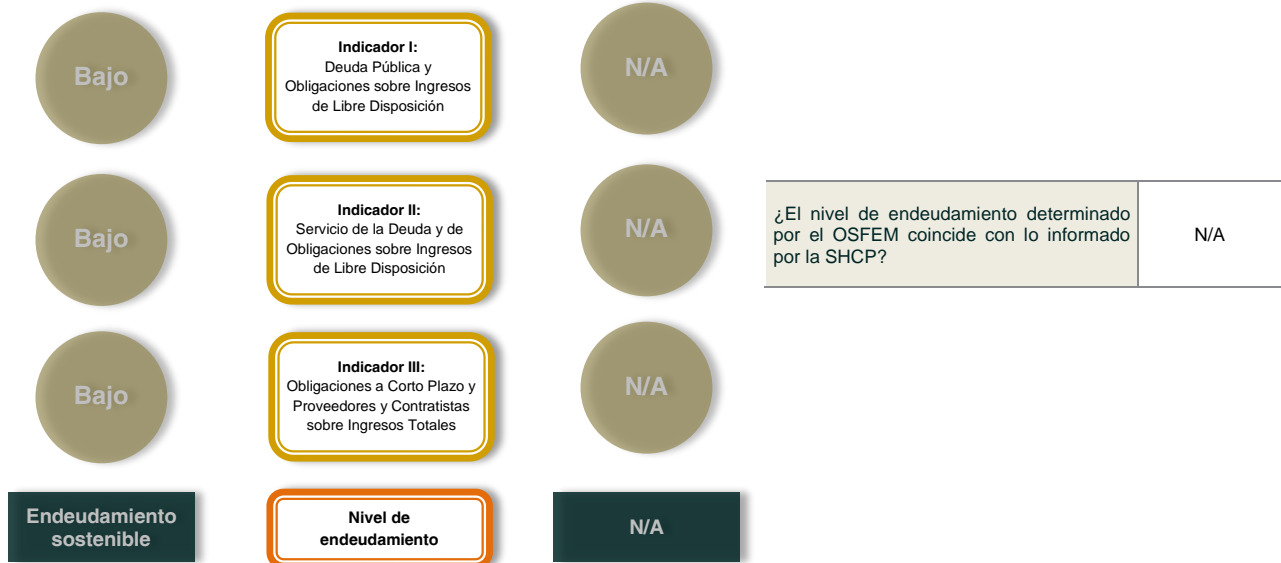 Bajo
Indicador I:
Deuda Pública y
Obligaciones sobre Ingresos
de Libre Disposición
N/A
Bajo
Indicador II:
Servicio de la Deuda y de
Obligaciones sobre Ingresos
de Libre Disposición
N/A
¿El nivel de endeudamiento determinado
por el OSFEM coincide con lo informado
por la SHCP?
N/A
Bajo
Indicador III:
Obligaciones a Corto Plazo y
Proveedores y Contratistas
sobre Ingresos Totales
N/A
Endeudamiento
sostenible
Nivel de
endeudamiento
N/A